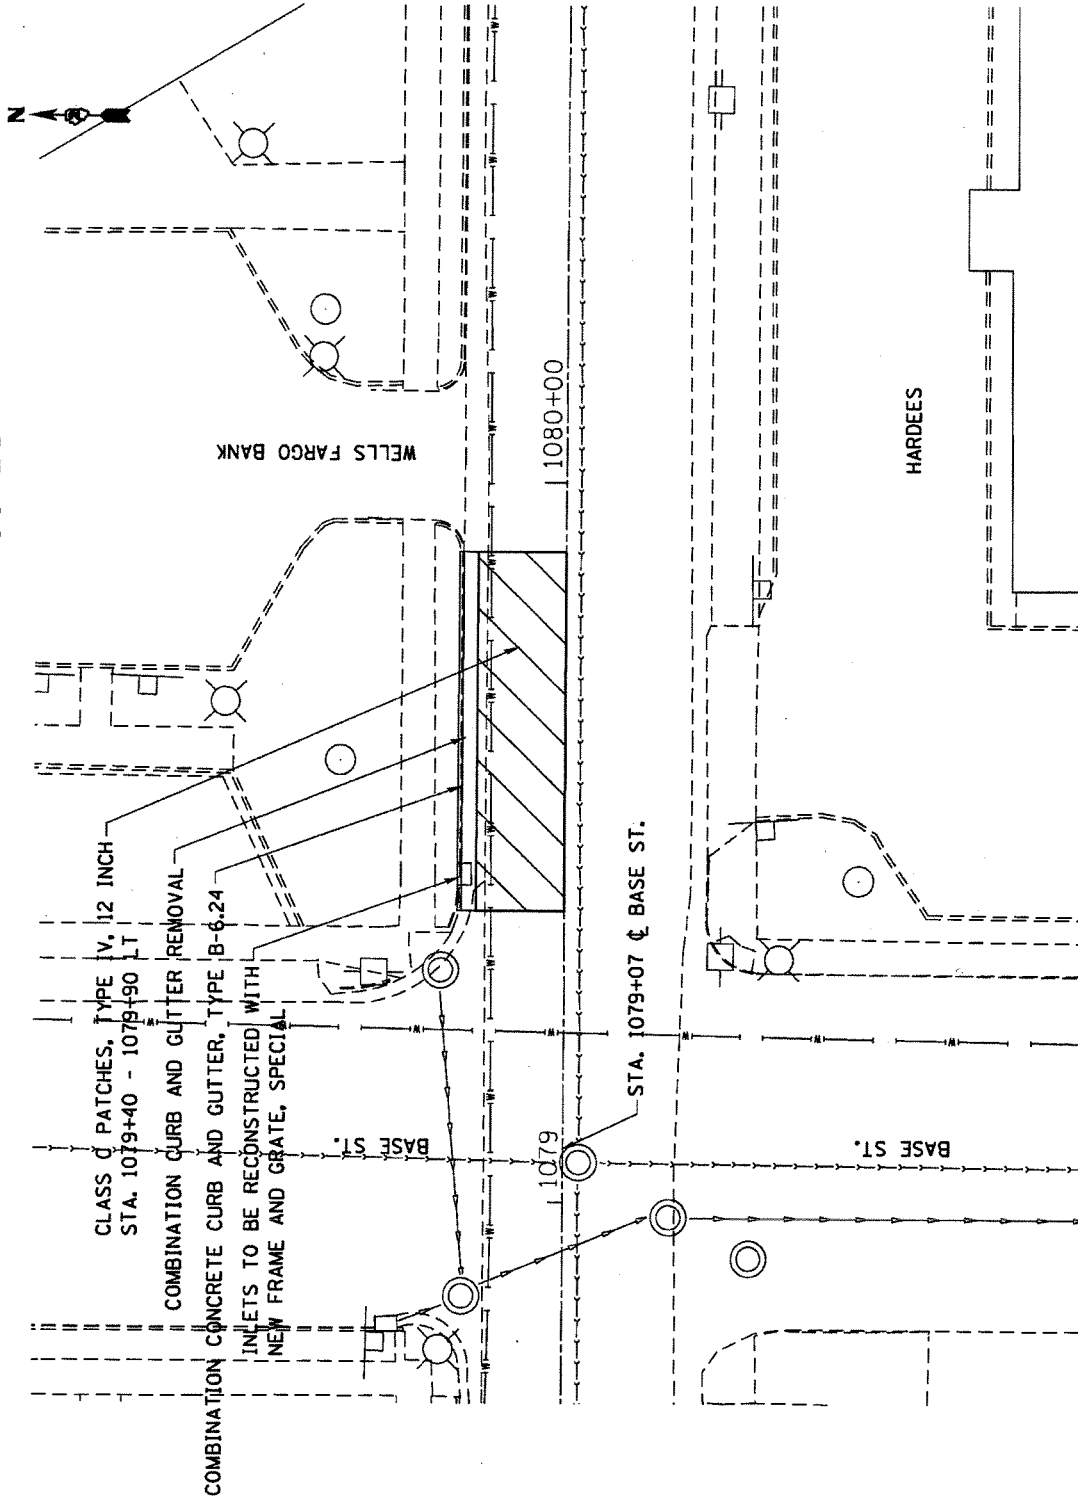 N
CLASS C PATCHES, TYPE IV, 12 INCH
STA. 1079+40 - 1079+90 LT
COMBINATION CURB AND GUTTER REMOVAL
COMBINATION CONCRETE CURB AND GUTTER, TYPE B-6.24
INLETS TO BE RECONSTRUCTED WITH
NEW FRAME AND GRATE, SPECIAL
WELLS FARGO BANK
BASE ST.
1079
1080+00
STA. 1079+07 ℄ BASE ST.
BASE ST.
HARDEES